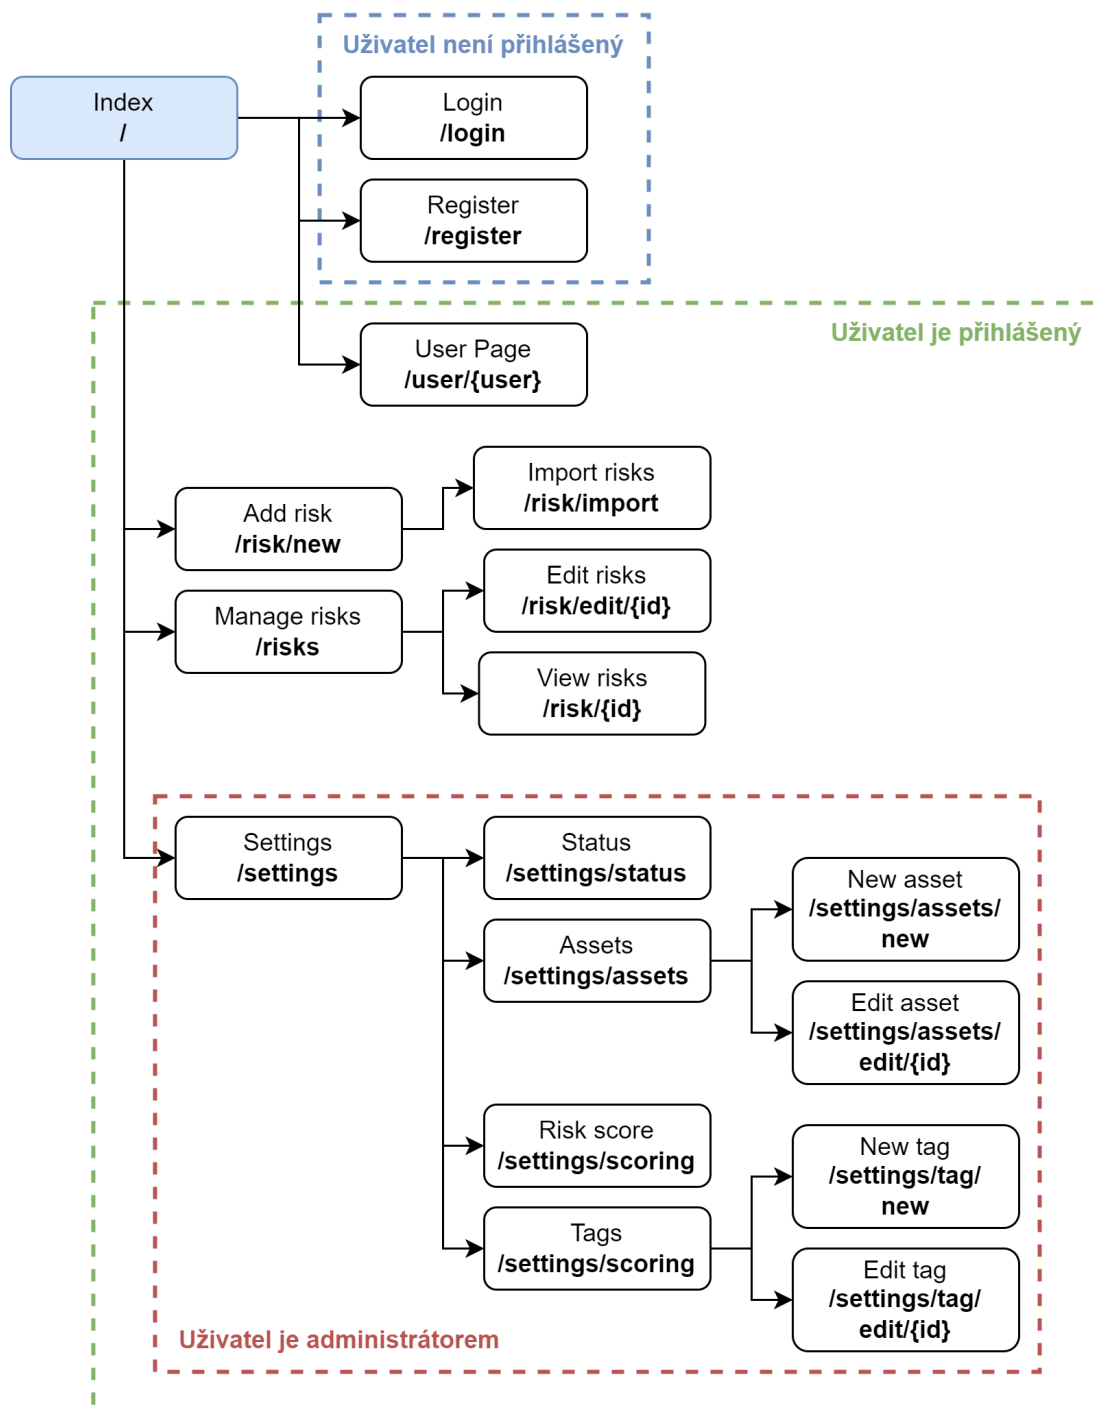 Uživatel není přihlášený
Index
/
Login
/login
Register
/register
Uživatel je přihlášený
User Page
/user/{user}
Import risks
/risk/import
Add risk
/risk/new
Edit risks
/risk/edit/{id}
Manage risks
/risks
View risks
/risk/{id}
Settings
/settings
Status
/settings/status
New asset
/settings/assets/
new
Assets
/settings/assets
Edit asset
/settings/assets/
edit/{id}
Risk score
/settings/scoring
New tag
/settings/tag/
new
Tags
/settings/scoring
Edit tag
/settings/tag/
edit/{id}
Uživatel je administrátorem